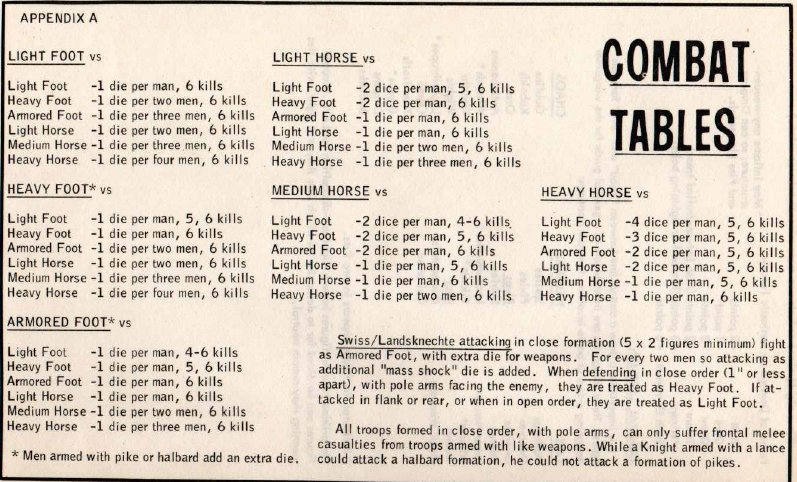 APPENDIX A
COMBAT
TABLES
LIGHT FOOT vs
Light Foot -1 die per man, 6 kills
Heavy Foot -1 die per two men, 6 kills
Armored Foot -1 die per three men, 6 kills
Light Horse -1 die per two men, 6 kills
Medium Horse -1 die per three men, 6 kills
Heavy Horse -1 die per four men, 6 kills
HEAVY FOOT* vs
Light Foot -1 die per man, 5, 6 kills
Heavy Foot -1 die per man, 6 kills
Armored Foot -1 die per two men, 6 kills
Light Horse -1 die per two men, 6 kills
Medium Horse -1 die per three men, 6 kills
Heavy Horse -1 die per four men, 6 kills
ARMORED FOOT* vs
Light Foot -1 die per man, 4-6 kills
Heavy Foot -1 die per man, 5, 6 kills
Armored Foot -1 die per man, 6 kills
Light Horse -1 die per man, 6 kills
Medium Horse -1 die per two men, 6 kills
Heavy Horse -1 die per three men, 6 kills
* Men armed with pike or halbard add an extra die.
LIGHT HORSE vs
Light Foot -2 dice per man, 5, 6 kills
Heavy Foot -2 dice per man, 6 kills
Armored Foot -1 die per man, 6 kills
Light Horse -1 die per man, 6 kills
Medium Horse -1 die per two men, 6 kills
Heavy Horse -1 die per three men, 6 kills
MEDIUM HORSE vs
Light Foot -2 dice per man, 4-6 kills
Heavy Foot -2 dice per man, 5, 6 kills
Armored Foot -2 dice per man, 6 kills
Light Horse -1 die per man, 5, 6 kills
Medium Horse -1 die per man, 6 kills
Heavy Horse -1 die per two men, 6 kills
HEAVY HORSE vs
Light Foot -4 dice per man, 5, 6 kills
Heavy Foot -3 dice per man, 5, 6 kills
Armored Foot -2 dice per man, 5, 6 kills
Light Horse -2 dice per man, 5, 6 kills
Medium Horse -1 die per man, 5, 6 kills
Heavy Horse -1 die per man, 6 kills
Swiss/Landsknechte attacking in close formation (5 x 2 figures minimum) fight
as Armored Foot, with extra die for weapons. For every two men so attacking as
additional "mass shock" die is added. When defending in close order (1" or less
apart), with pole arms facing the enemy, they are treated as Heavy Foot. If at-
tacked in flank or rear, or when in open order, they are treated as Light Foot.
All troops formed in close order, with pole arms, can only suffer frontal melee
casualties from troops armed with like weapons. While a Knight armed with a lance
could attack a halbard formation, he could not attack a formation of pikes.